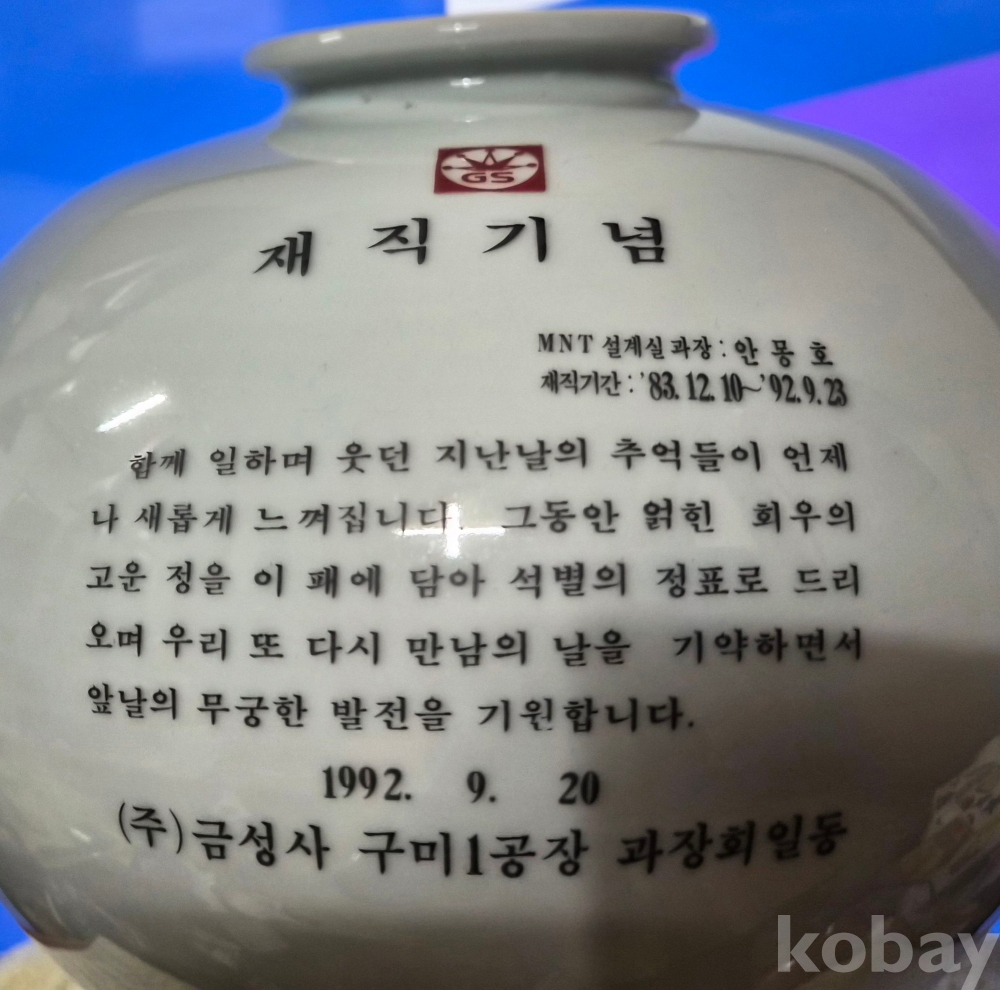 GS
재직기념
MNT 설계실 과장 : 안 몽 호
재직기간 : '83. 12. 10~'92. 9. 23
함께 일하며 웃던 지난날의 추억들이 언제
나 새롭게 느껴집니다. 그동안 얽힌 회우의
고운 정을 이 패에 담아 석별의 정표로 드리
오며 우리 또 다시 만남의 날을 기약하면서
앞날의 무궁한 발전을 기원합니다.
1992. 9. 20
(주)금성사 구미1공장 과장회일동
kobay